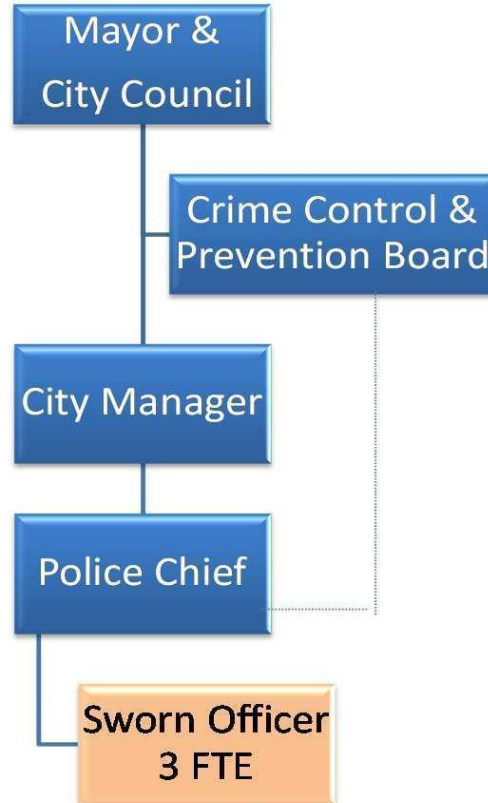 Mayor &
City Council
Crime Control &
Prevention Board
City Manager
Police Chief
Sworn Officer
3 FTE